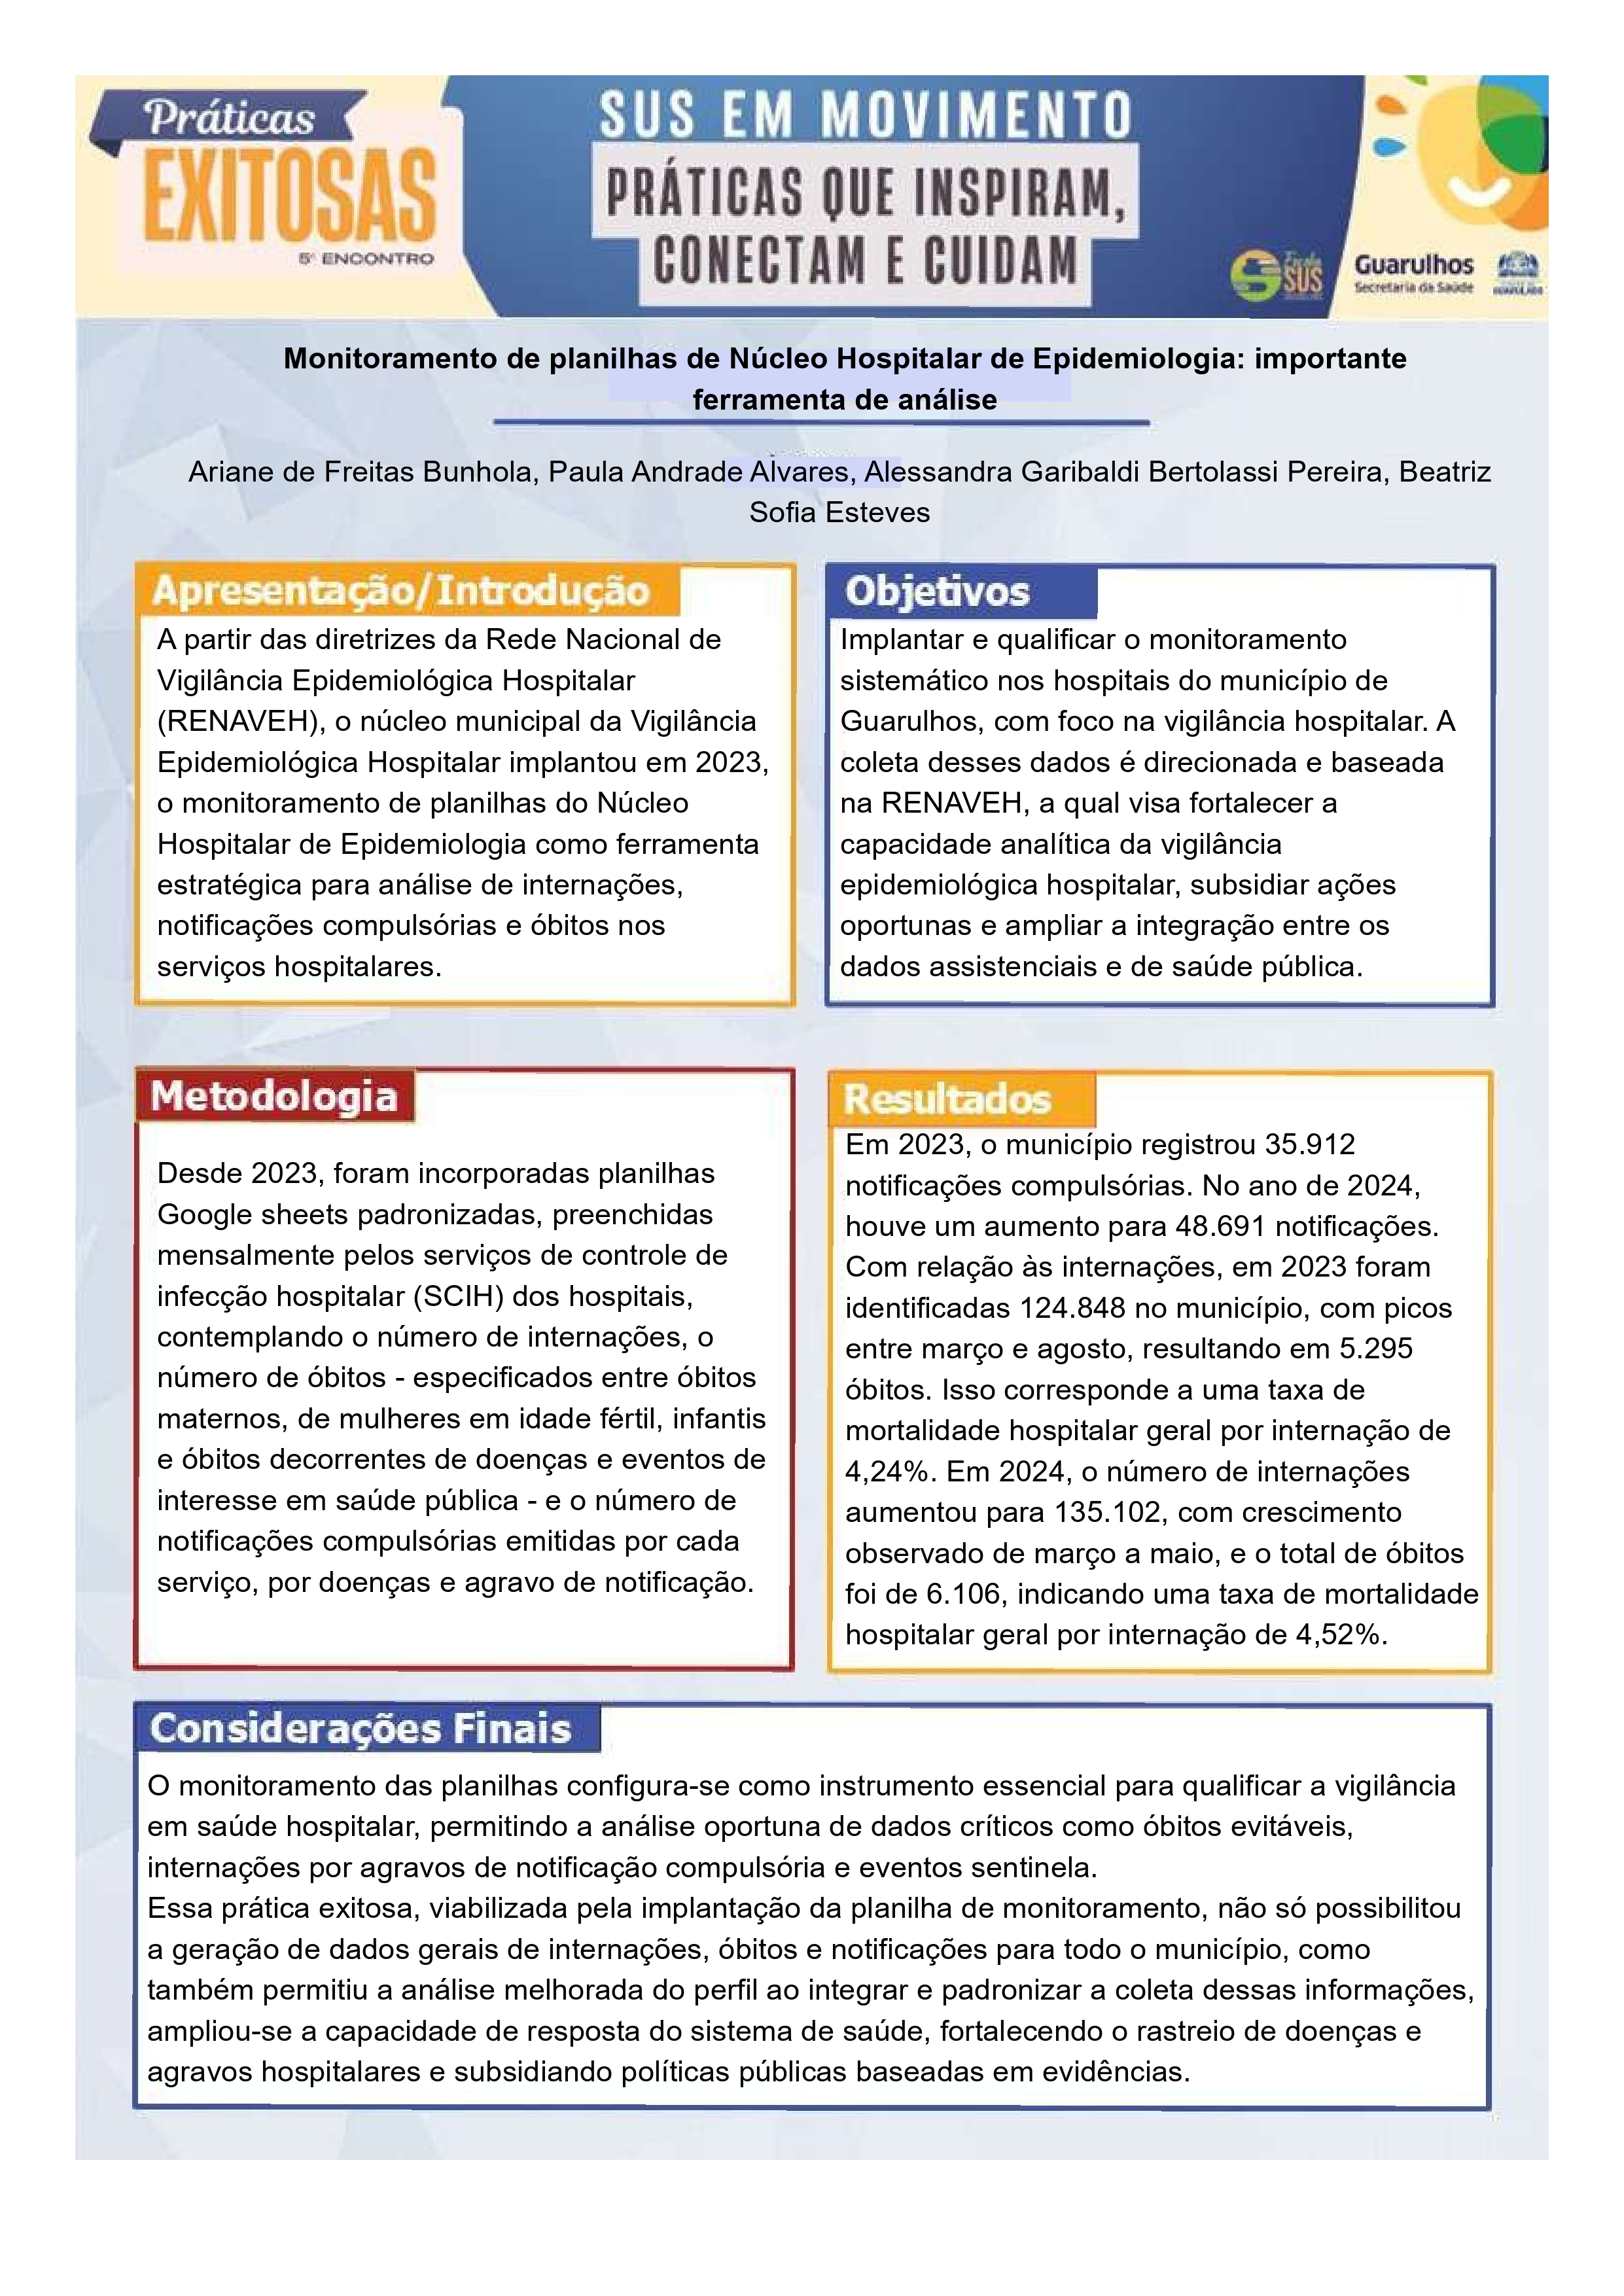 Práticas
EXITOSAS
5º ENCONTRO
SUS EM MOVIMENTO
PRÁTICAS QUE INSPIRAM,
CONECTAM E CUIDAM
Escola
SUS
Guarulhos
Secretaria da Saúde
GUARULHOS
Monitoramento de planilhas de Núcleo Hospitalar de Epidemiologia: importante
ferramenta de análise
Ariane de Freitas Bunhola, Paula Andrade Alvares, Alessandra Garibaldi Bertolassi Pereira, Beatriz
Sofia Esteves
Apresentação/Introdução
A partir das diretrizes da Rede Nacional de
Vigilância Epidemiológica Hospitalar
(RENAVEH), o núcleo municipal da Vigilância
Epidemiológica Hospitalar implantou em 2023,
o monitoramento de planilhas do Núcleo
Hospitalar de Epidemiologia como ferramenta
estratégica para análise de internações,
notificações compulsórias e óbitos nos
serviços hospitalares.
Objetivos
Implantar e qualificar o monitoramento
sistemático nos hospitais do município de
Guarulhos, com foco na vigilância hospitalar. A
coleta desses dados é direcionada e baseada
na RENAVEH, a qual visa fortalecer a
capacidade analítica da vigilância
epidemiológica hospitalar, subsidiar ações
oportunas e ampliar a integração entre os
dados assistenciais e de saúde pública.
Metodologia
Desde 2023, foram incorporadas planilhas
Google sheets padronizadas, preenchidas
mensalmente pelos serviços de controle de
infecção hospitalar (SCIH) dos hospitais,
contemplando o número de internações, o
número de óbitos - especificados entre óbitos
maternos, de mulheres em idade fértil, infantis
e óbitos decorrentes de doenças e eventos de
interesse em saúde pública - e o número de
notificações compulsórias emitidas por cada
serviço, por doenças e agravo de notificação.
Resultados
Em 2023, o município registrou 35.912
notificações compulsórias. No ano de 2024,
houve um aumento para 48.691 notificações.
Com relação às internações, em 2023 foram
identificadas 124.848 no município, com picos
entre março e agosto, resultando em 5.295
óbitos. Isso corresponde a uma taxa de
mortalidade hospitalar geral por internação de
4,24%. Em 2024, o número de internações
aumentou para 135.102, com crescimento
observado de março a maio, e o total de óbitos
foi de 6.106, indicando uma taxa de mortalidade
hospitalar geral por internação de 4,52%.
Considerações Finais
O monitoramento das planilhas configura-se como instrumento essencial para qualificar a vigilância
em saúde hospitalar, permitindo a análise oportuna de dados críticos como óbitos evitáveis,
internações por agravos de notificação compulsória e eventos sentinela.
Essa prática exitosa, viabilizada pela implantação da planilha de monitoramento, não só possibilitou
a geração de dados gerais de internações, óbitos e notificações para todo o município, como
também permitiu a análise melhorada do perfil ao integrar e padronizar a coleta dessas informações,
ampliou-se a capacidade de resposta do sistema de saúde, fortalecendo o rastreio de doenças e
agravos hospitalares e subsidiando políticas públicas baseadas em evidências.